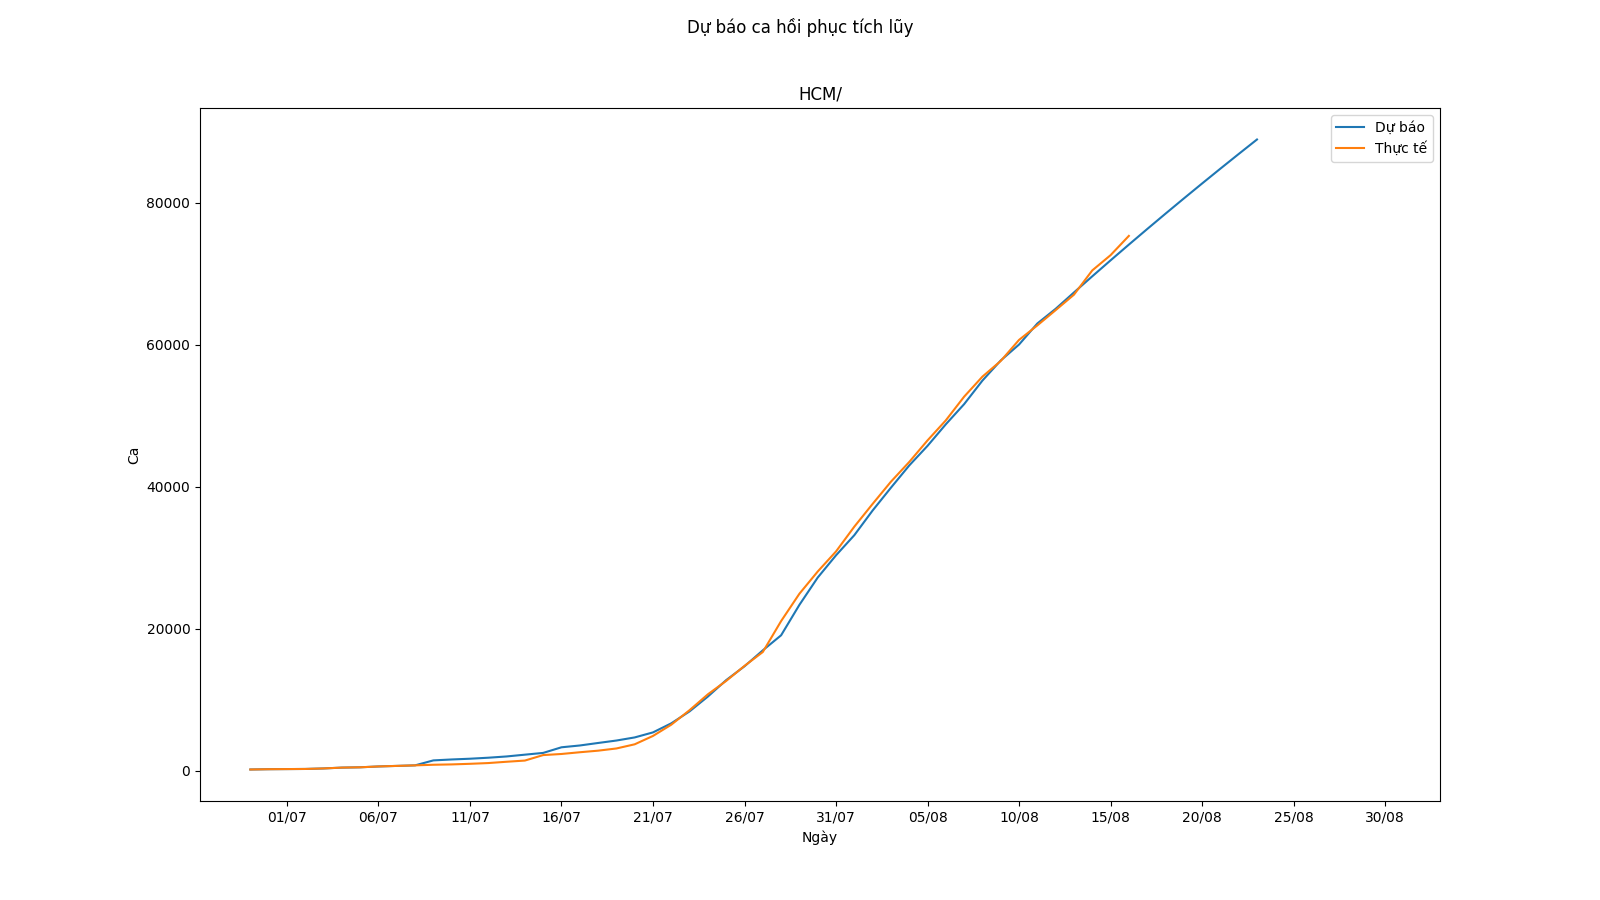 Dự báo ca hồi phục tích lũy
HCM/
Dự báo
Thực tế
80000
60000
40000
20000
0
Ca
01/07 06/07 11/07 16/07 21/07 26/07 31/07 05/08 10/08 15/08 20/08 25/08 30/08
Ngày